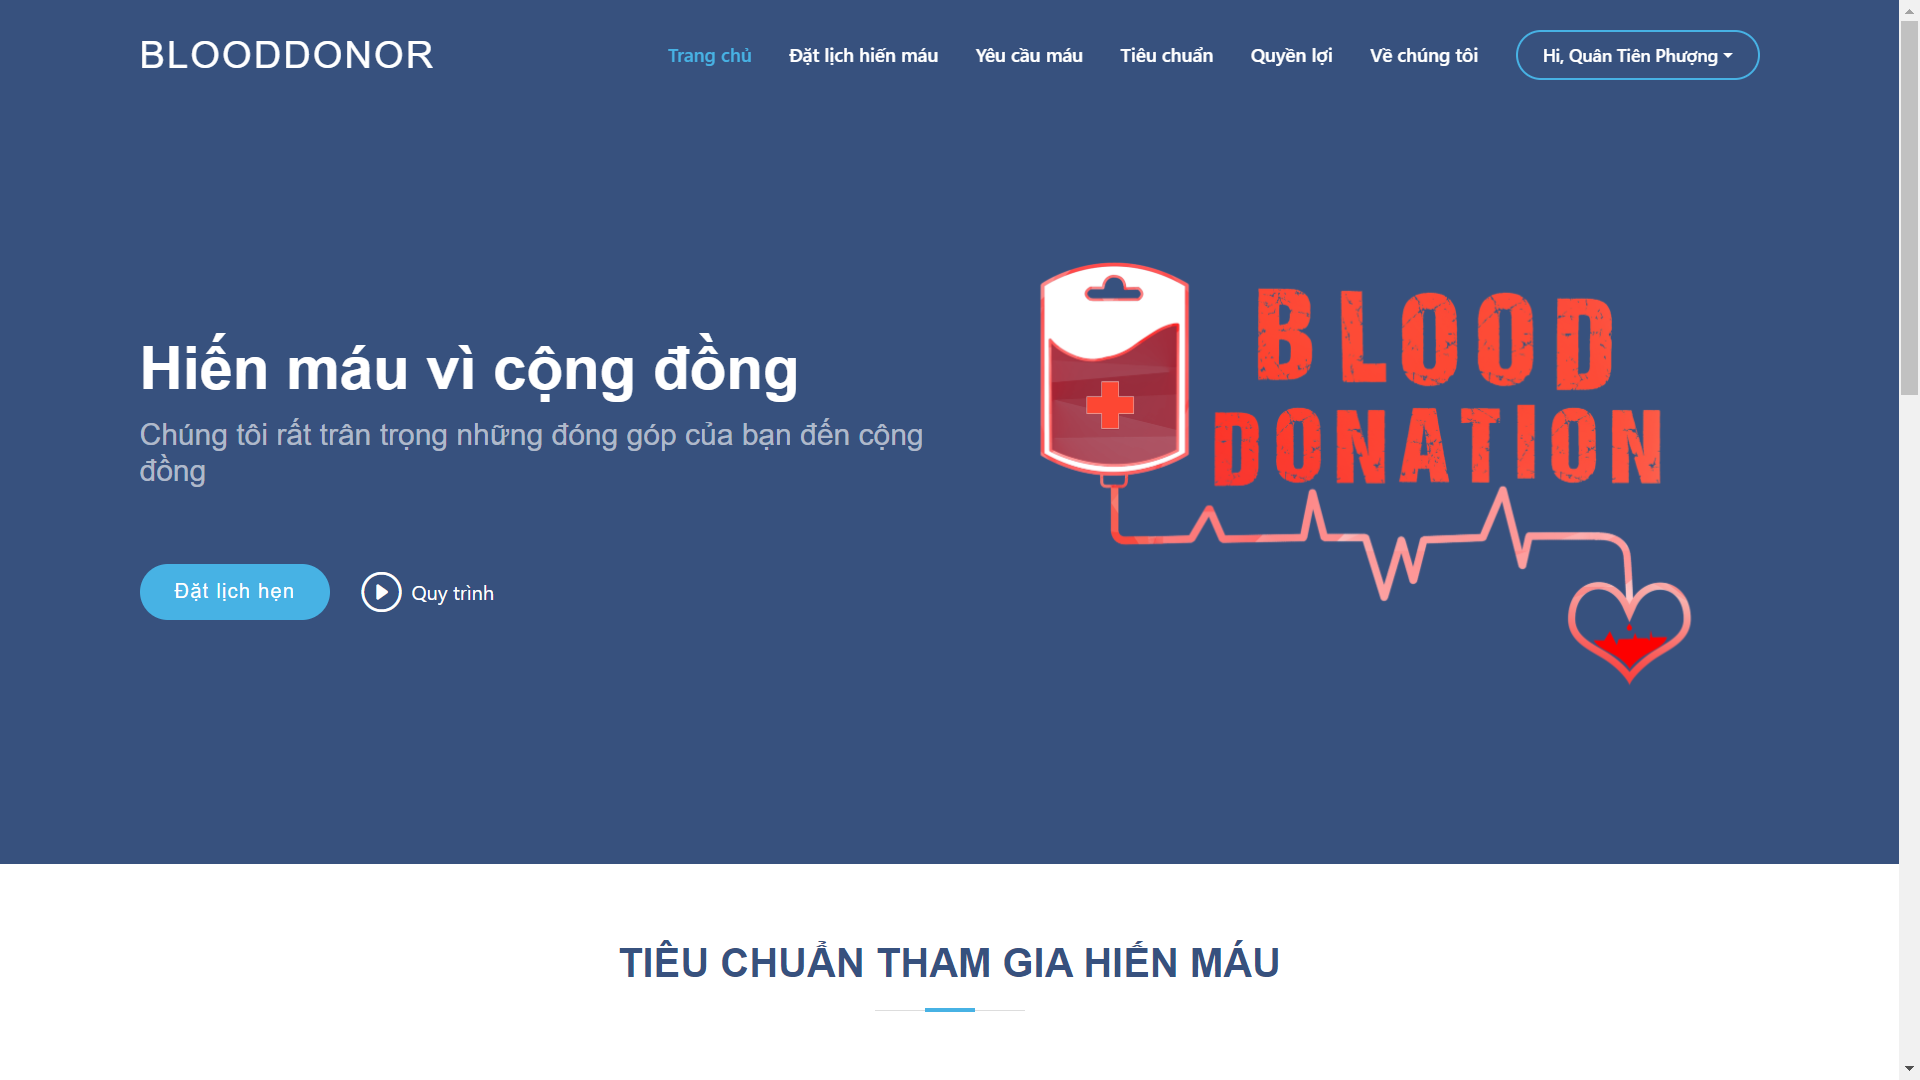 BLOODDONOR
Trang chủ
Đặt lịch hiến máu
Yêu cầu máu
Tiêu chuẩn
Quyền lợi
Về chúng tôi
Hi, Quân Tiên Phượng
Hiến máu vì cộng đồng
Chúng tôi rất trân trọng những đóng góp của bạn đến cộng
đồng
Đặt lịch hẹn
Quy trình
BLOOD
DONATION
TIÊU CHUẨN THAM GIA HIẾN MÁU